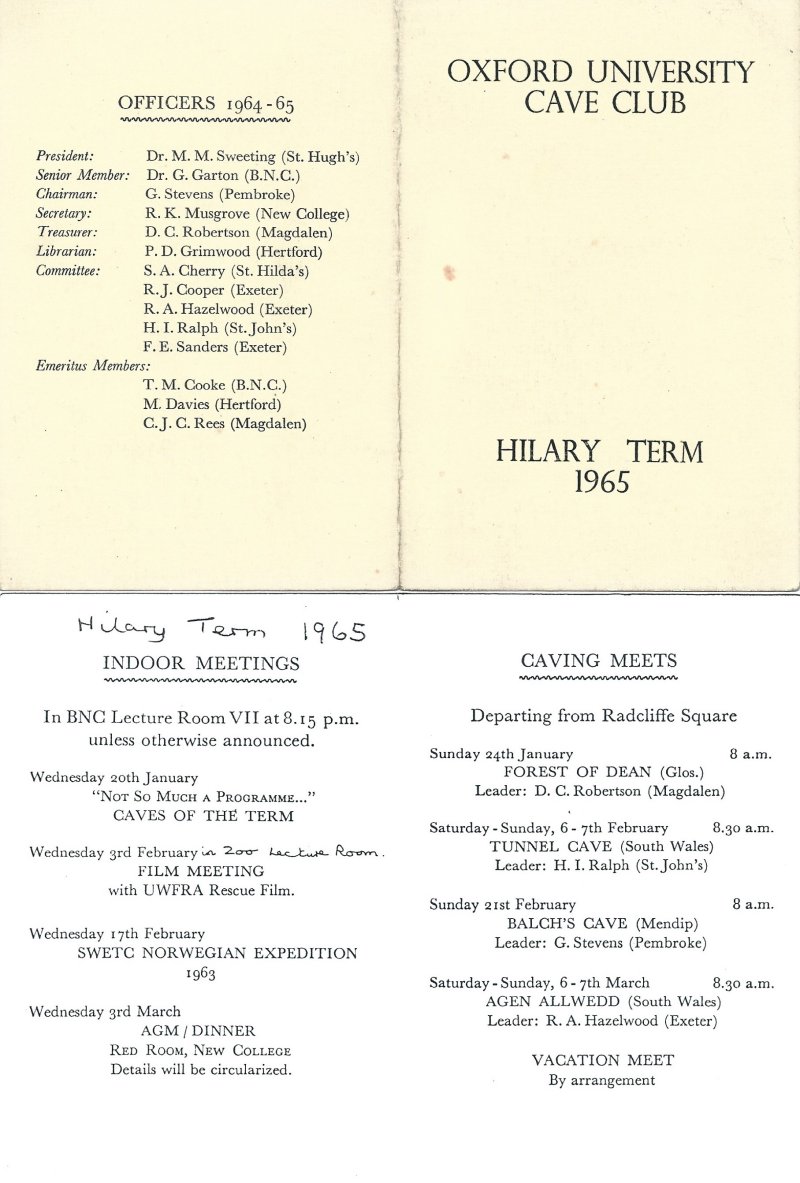 OFFICERS 1964-65
President: Dr. M. M. Sweeting (St. Hugh's)
Senior Member: Dr. G. Garton (B.N.C.)
Chairman: G. Stevens (Pembroke)
Secretary: R. K. Musgrove (New College)
Treasurer: D. C. Robertson (Magdalen)
Librarian: P. D. Grimwood (Hertford)
Committee: S. A. Cherry (St. Hilda's)
R. J. Cooper (Exeter)
R. A. Hazelwood (Exeter)
H. I. Ralph (St. John's)
F. E. Sanders (Exeter)
Emeritus Members:
T. M. Cooke (B.N.C.)
M. Davies (Hertford)
C. J. C. Rees (Magdalen)
OXFORD UNIVERSITY
CAVE CLUB
HILARY TERM
1965
Hilary Term 1965
INDOOR MEETINGS
In BNC Lecture Room VII at 8.15 p.m.
unless otherwise announced.
Wednesday 20th January
"NOT SO MUCH A PROGRAMME..."
CAVES OF THE TERM
Wednesday 3rd February in Zoo Lecture Room.
FILM MEETING
with UWFRA Rescue Film.
Wednesday 17th February
SWETC NORWEGIAN EXPEDITION
1963
Wednesday 3rd March
AGM / DINNER
RED ROOM, NEW COLLEGE
Details will be circularized.
CAVING MEETS
Departing from Radcliffe Square
Sunday 24th January 8 a.m.
FOREST OF DEAN (Glos.)
Leader: D. C. Robertson (Magdalen)
Saturday-Sunday, 6-7th February 8.30 a.m.
TUNNEL CAVE (South Wales)
Leader: H. I. Ralph (St. John's)
Sunday 21st February 8 a.m.
BALCH'S CAVE (Mendip)
Leader: G. Stevens (Pembroke)
Saturday-Sunday, 6-7th March 8.30 a.m.
AGEN ALLWEDD (South Wales)
Leader: R. A. Hazelwood (Exeter)
VACATION MEET
By arrangement